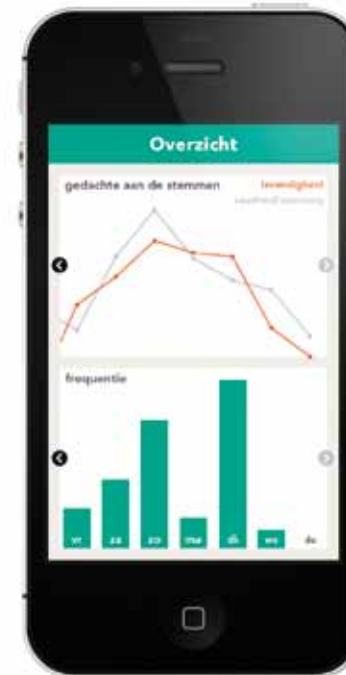 Overzicht
gedachte aan de stemmen
levendigheid
frequentie
vr za zo ma di wo do